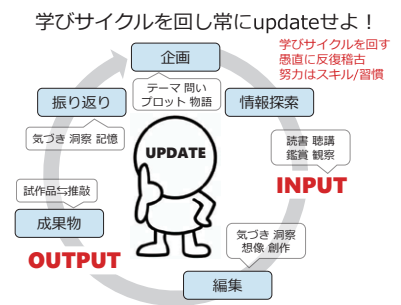 学びサイクルを回し常にupdateせよ！
学びサイクルを回す
愚直に反復稽古
努力はスキル/習慣
企画
テーマ 問い
プロット 物語
振り返り
情報探索
気づき 洞察 記憶
UPDATE
読書 聴講
鑑賞 観察
INPUT
試作品⇆推敲
成果物
OUTPUT
気づき 洞察
想像 創作
編集